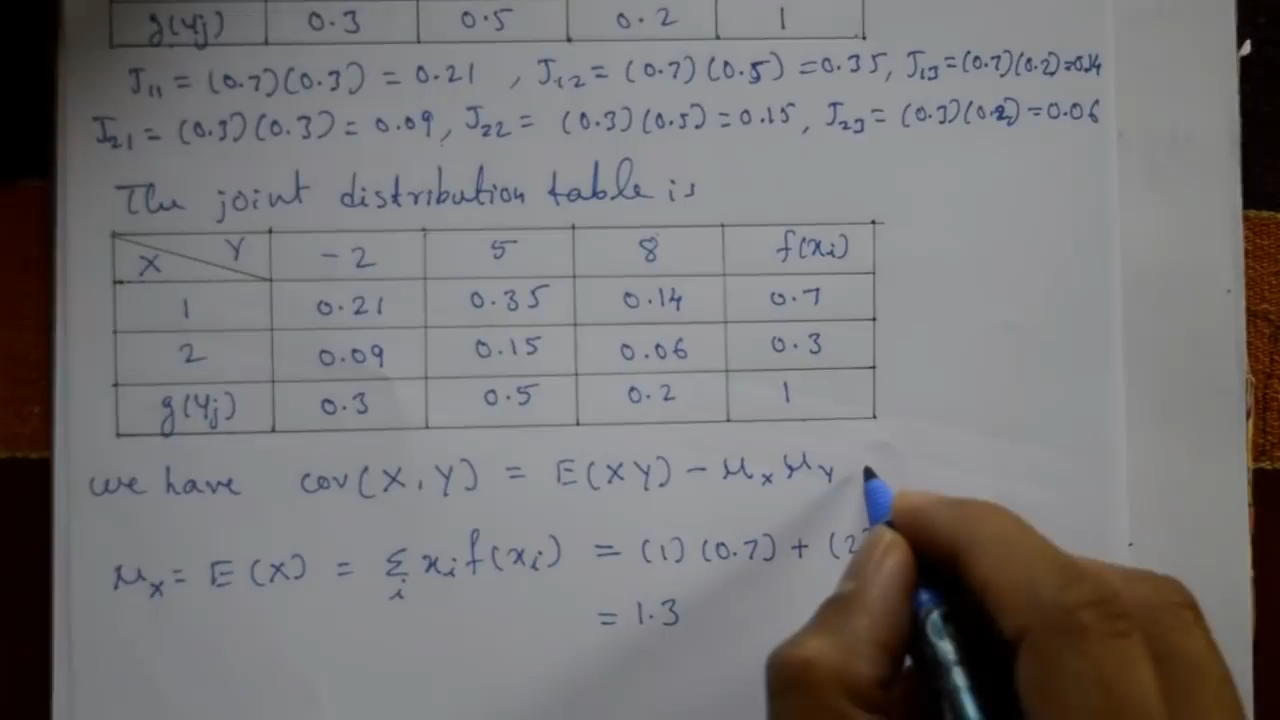 g(yj) 0.3 0.5 0.2 1
J11 = (0.7)(0.3) = 0.21 , J12 = (0.7)(0.5) = 0.35, J13 = (0.7)(0.2) = 0.14
J21 = (0.3)(0.3) = 0.09, J22 = (0.3)(0.5) = 0.15, J23 = (0.3)(0.2) = 0.06
The joint distribution table is
X Y -2 5 8 f(xi)
1 0.21 0.35 0.14 0.7
2 0.09 0.15 0.06 0.3
g(yj) 0.3 0.5 0.2 1
we have cov(X,Y) = E(XY) - μx μy
μx = E(X) = Σi xi f(xi) = (1)(0.7) + (2
= 1.3